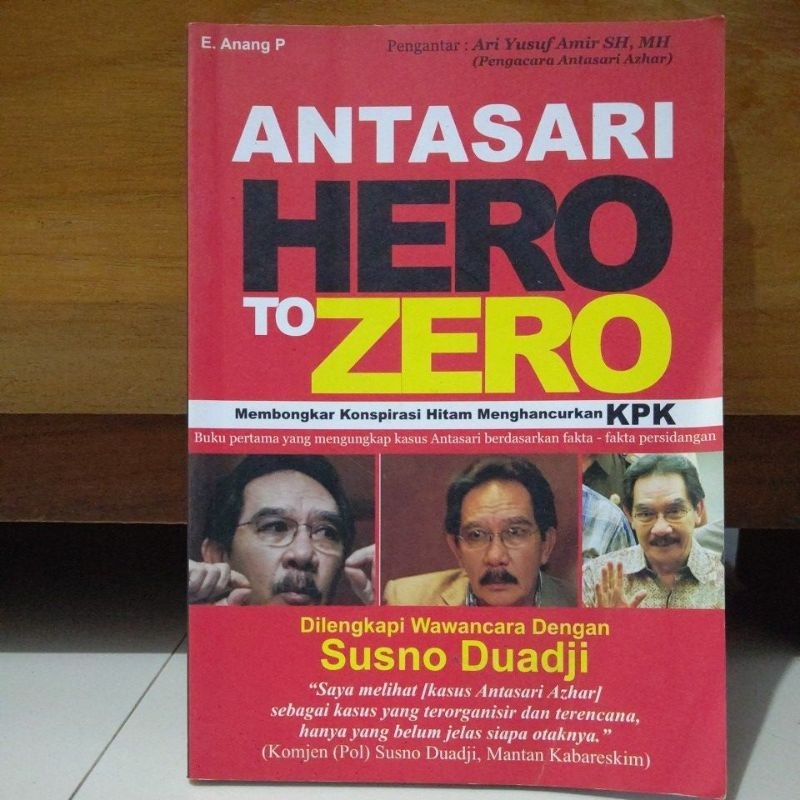 E. Anang P
Pengantar : Ari Yusuf Amir SH, MH
(Pengacara Antasari Azhar)
ANTASARI
HERO
TO ZERO
Membongkar Konspirasi Hitam Menghancurkan KPK
Buku pertama yang mengungkap kasus Antasari berdasarkan fakta - fakta persidangan
Dilengkapi Wawancara Dengan
Susno Duadji
“Saya melihat [kasus Antasari Azhar]
sebagai kasus yang terorganisir dan terencana,
hanya yang belum jelas siapa otaknya.”
(Komjen (Pol) Susno Duadji, Mantan Kabareskim)